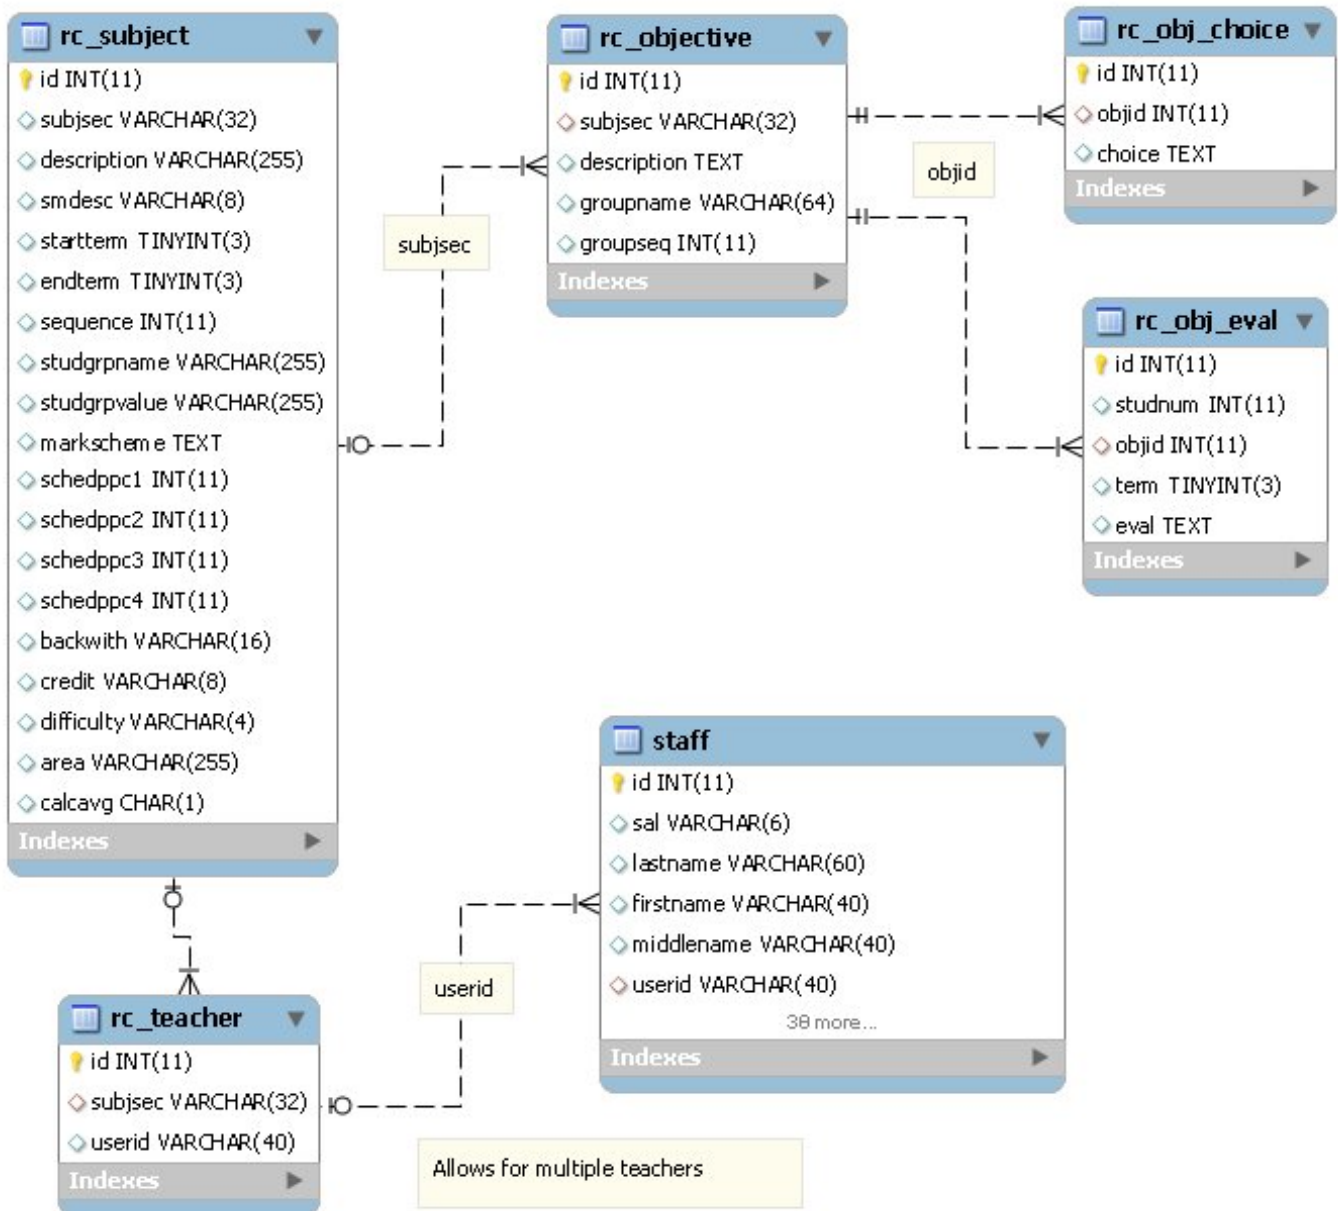 rc_subject
id INT(11)
subjsec VARCHAR(32)
description VARCHAR(255)
smdesc VARCHAR(8)
startterm TINYINT(3)
endterm TINYINT(3)
sequence INT(11)
studgrpname VARCHAR(255)
studgrpvalue VARCHAR(255)
markscheme TEXT
schedppc1 INT(11)
schedppc2 INT(11)
schedppc3 INT(11)
schedppc4 INT(11)
backwith VARCHAR(16)
credit VARCHAR(8)
difficulty VARCHAR(4)
area VARCHAR(255)
calcavg CHAR(1)
Indexes
subjsec
rc_objective
id INT(11)
subjsec VARCHAR(32)
description TEXT
groupname VARCHAR(64)
groupseq INT(11)
Indexes
objid
rc_obj_choice
id INT(11)
objid INT(11)
choice TEXT
Indexes
rc_obj_eval
id INT(11)
studnum INT(11)
objid INT(11)
term TINYINT(3)
eval TEXT
Indexes
rc_teacher
id INT(11)
subjsec VARCHAR(32)
userid VARCHAR(40)
Indexes
userid
staff
id INT(11)
sal VARCHAR(6)
lastname VARCHAR(60)
firstname VARCHAR(40)
middlename VARCHAR(40)
userid VARCHAR(40)
38 more...
Indexes
Allows for multiple teachers